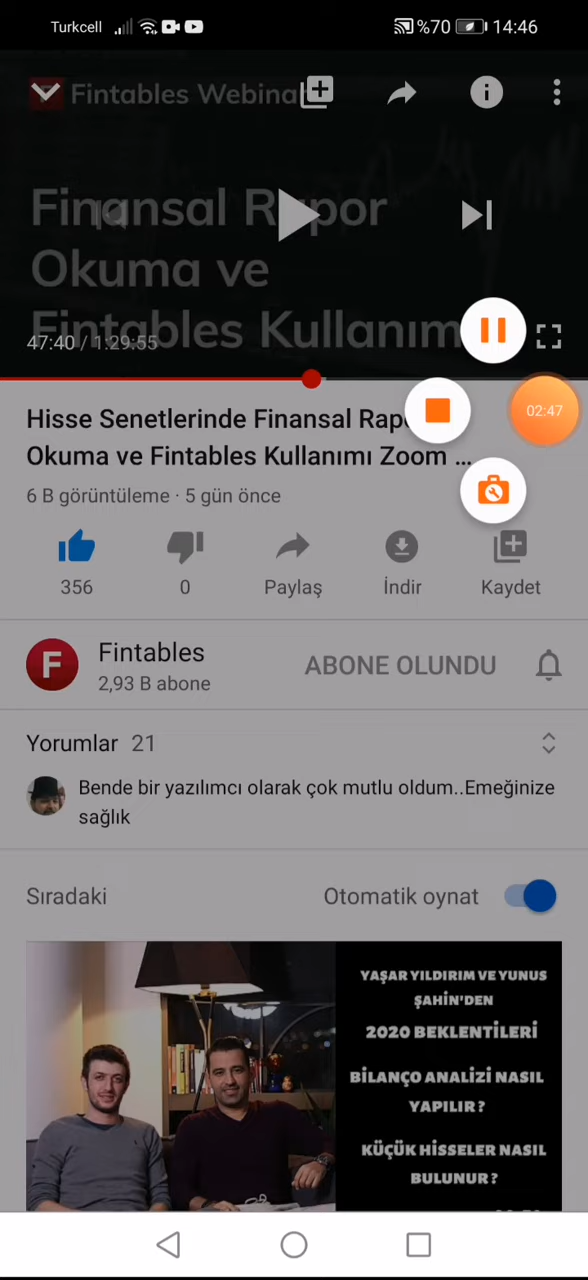 Turkcell %70 14:46
Fintables Webinar
Finansal Rapor
Okuma ve
Fintables Kullanım
47:40 / 1:29:55
02:47
Hisse Senetlerinde Finansal Rap
Okuma ve Fintables Kullanımı Zoom ...
6 B görüntüleme · 5 gün önce
356 0 Paylaş İndir Kaydet
F
Fintables
ABONE OLUNDU
2,93 B abone
Yorumlar 21
Bende bir yazılımcı olarak çok mutlu oldum..Emeğinize
sağlık
Sıradaki Otomatik oynat
YAŞAR YILDIRIM VE YUNUS
ŞAHİN'DEN
2020 BEKLENTİLERİ
BİLANÇO ANALİZİ NASIL
YAPILIR ?
KÜÇÜK HİSSELER NASIL
BULUNUR ?